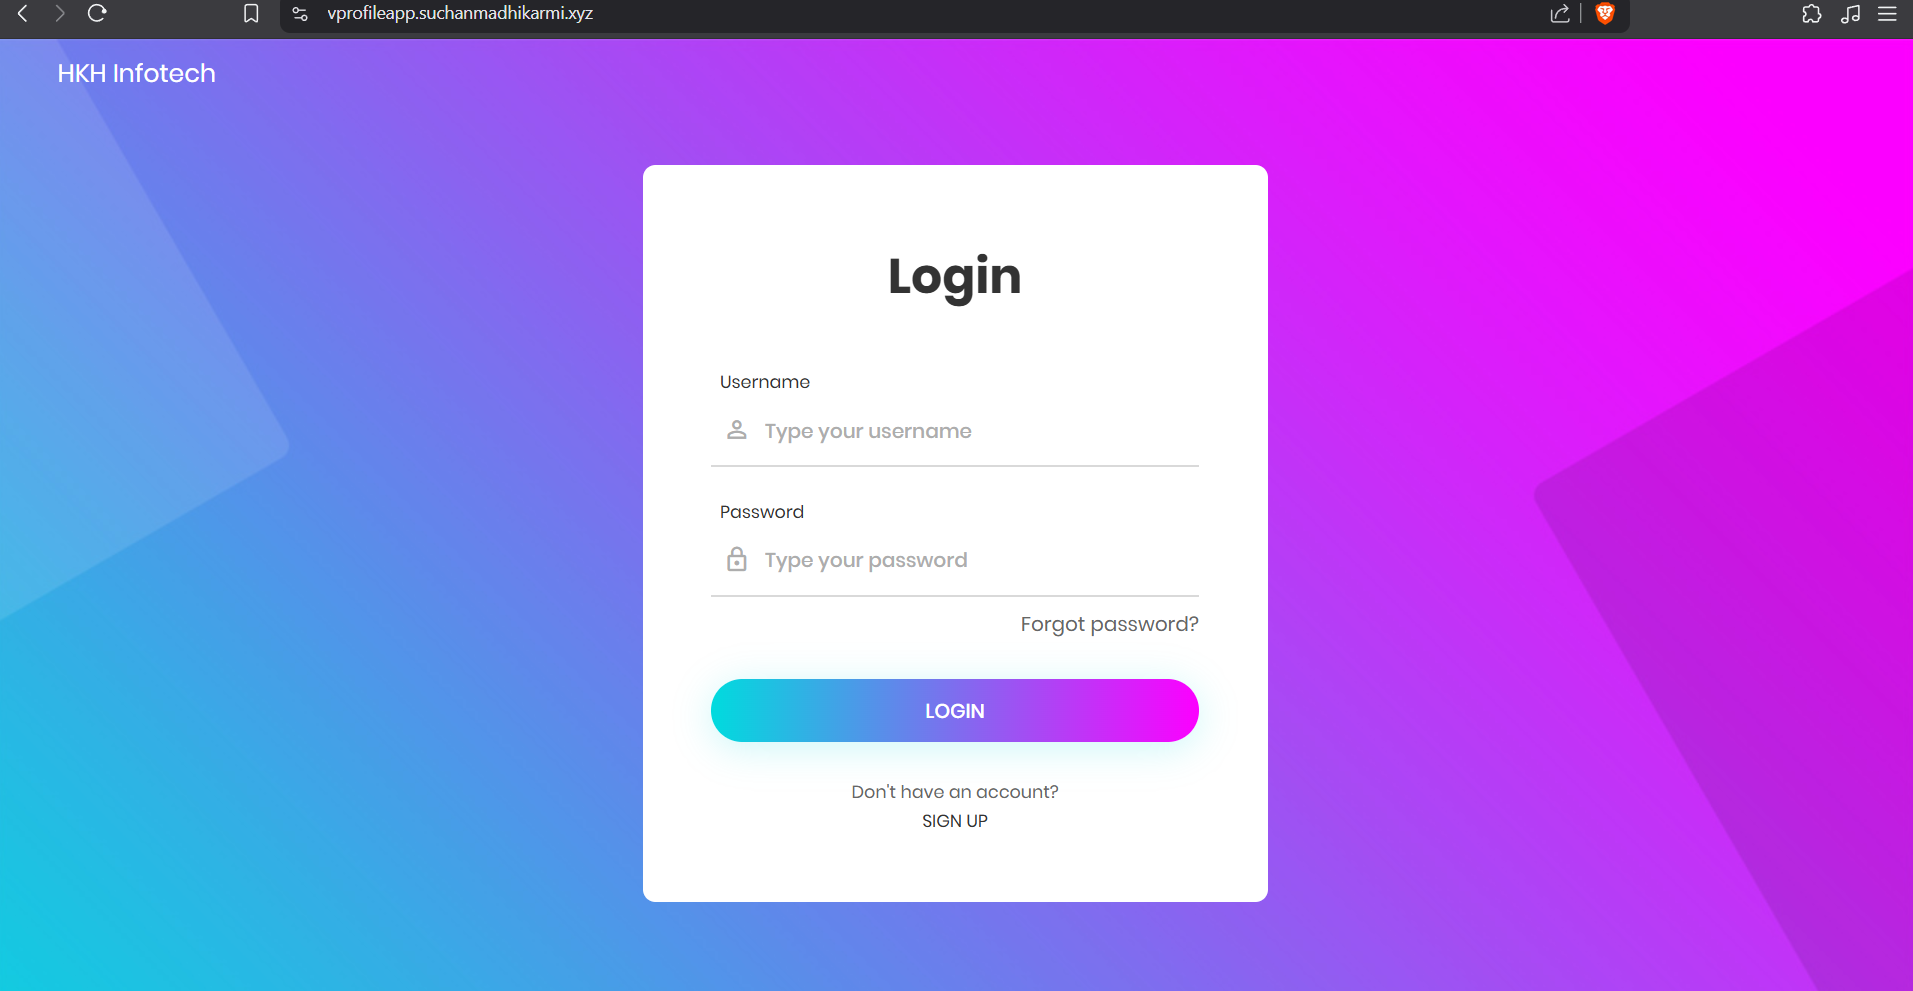 vprofileapp.suchanmadhikarmi.xyz
HKH Infotech
Login
Username
Type your username
Password
Type your password
Forgot password?
LOGIN
Don't have an account?
SIGN UP